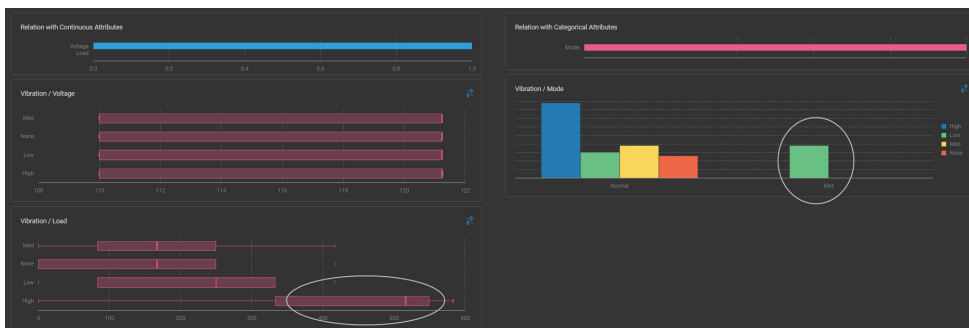 Relation with Continuous Attributes
Voltage
Load
0.0 0.2 0.4 0.6 0.8 1.0
Vibration / Voltage
Med
None
Low
High
108 110 112 114 116 118 120 122
Vibration / Load
Med
None
Low
High
0 100 200 300 400 500 600
Relation with Categorical Attributes
Mode
Vibration / Mode
High
Low
Med
None
Normal Mnt